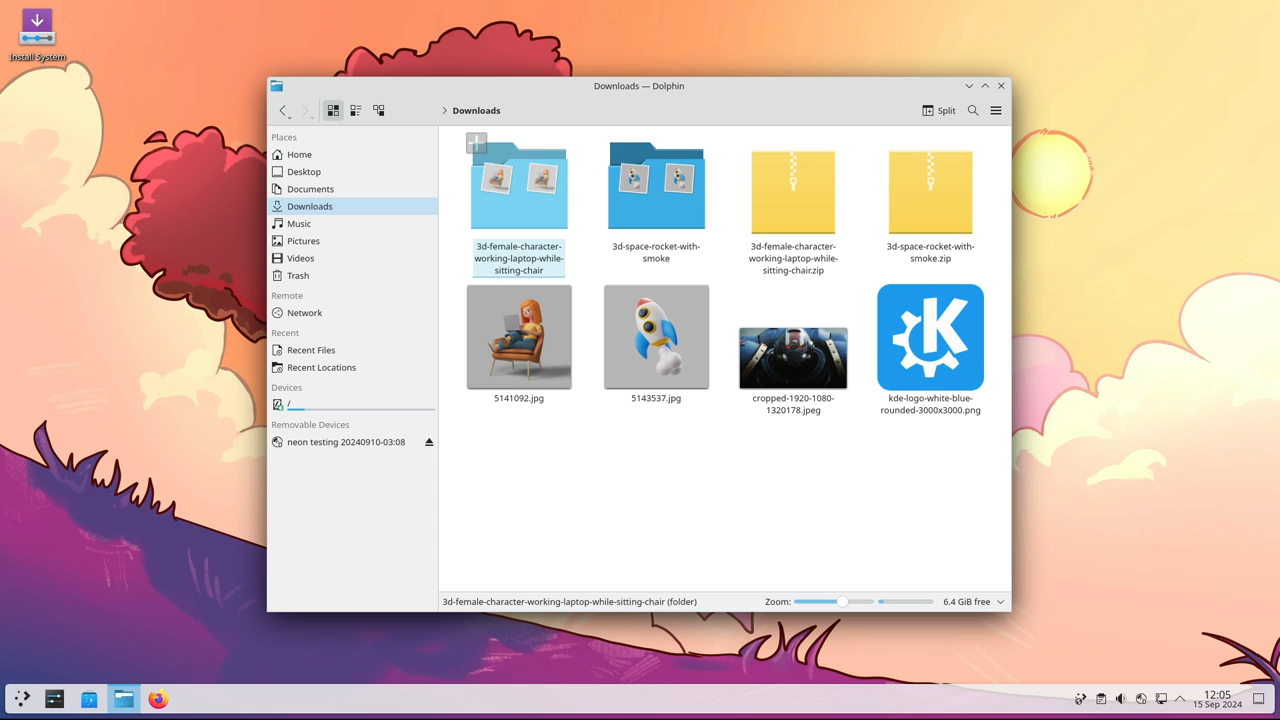 Install System
Downloads — Dolphin
Downloads
Split
Places
Home
Desktop
Documents
Downloads
Music
Pictures
Videos
Trash
Remote
Network
Recent
Recent Files
Recent Locations
Devices
/
Removable Devices
neon testing 20240910-03:08
3d-female-character-
working-laptop-while-
sitting-chair
3d-space-rocket-with-
smoke
3d-female-character-
working-laptop-while-
sitting-chair.zip
3d-space-rocket-with-
smoke.zip
5141092.jpg
5143537.jpg
cropped-1920-1080-
1320178.jpeg
K
kde-logo-white-blue-
rounded-3000x3000.png
3d-female-character-working-laptop-while-sitting-chair (folder)
Zoom:
6.4 GiB free
12:05
15 Sep 2024